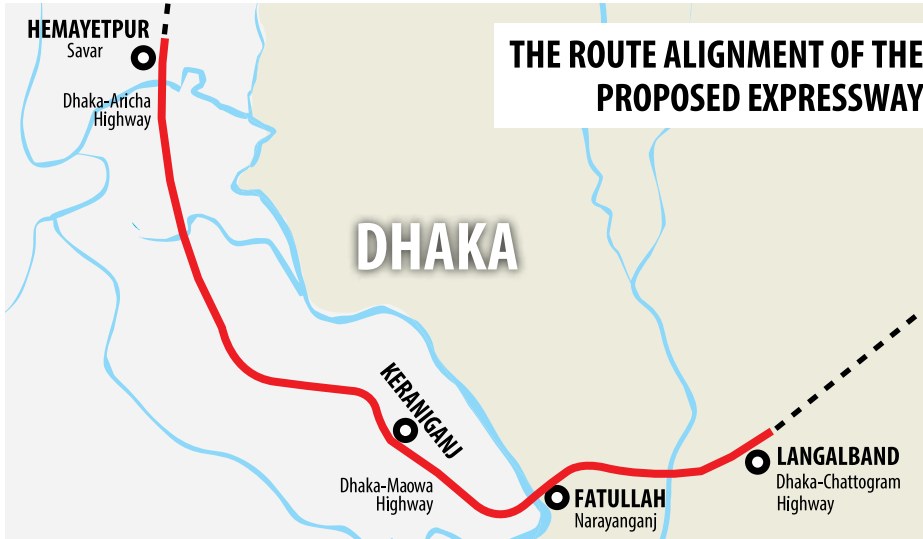 THE ROUTE ALIGNMENT OF THE
PROPOSED EXPRESSWAY
HEMAYETPUR
Savar
Dhaka-Aricha
Highway
DHAKA
KERANIGANJ
Dhaka-Maowa
Highway
FATULLAH
Narayanganj
LANGALBAND
Dhaka-Chattogram
Highway